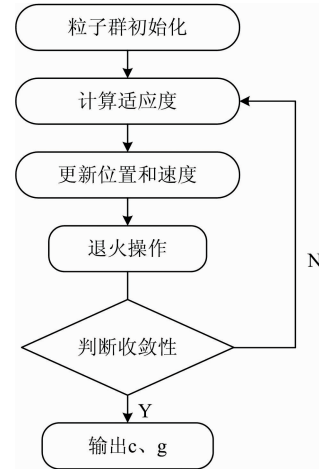 粒子群初始化
计算适应度
更新位置和速度
退火操作
N
判断收敛性
Y
输出c、g